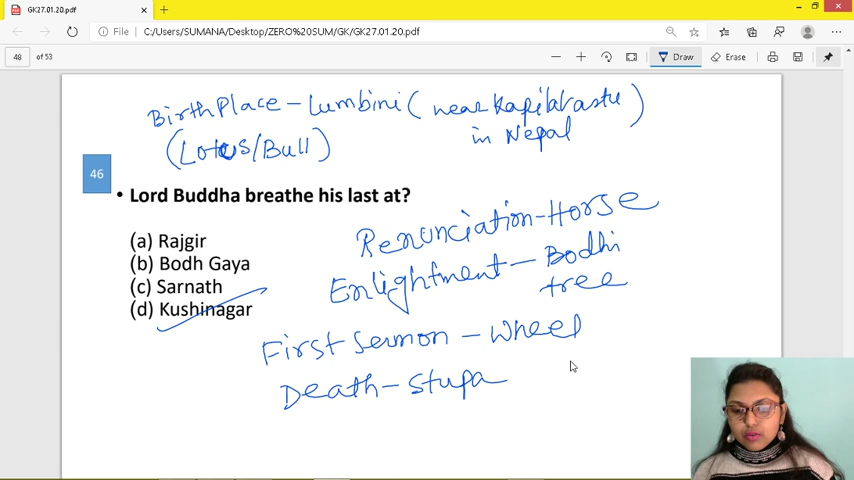 GK27.01.20.pdf
File
C:/Users/SUMANA/Desktop/ZERO%20SUM/GK/GK27.01.20.pdf
48 of 53
Draw
Erase
BirthPlace - Lumbini (near Kapilavastu
in Nepal)
(Lotus/Bull)
46
• Lord Buddha breathe his last at?
(a) Rajgir
(b) Bodh Gaya
(c) Sarnath
(d) Kushinagar
Renunciation-Horse
Enlightment - Bodhi
tree
First Sermon - Wheel
Death - Stupa